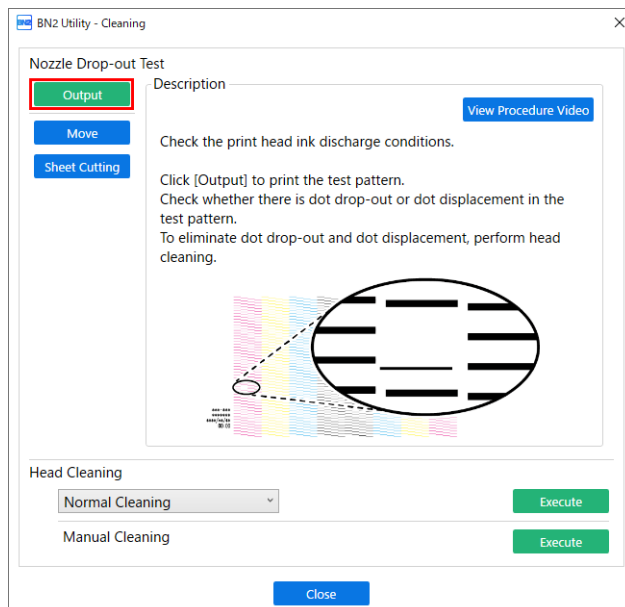 BN2 Utility - Cleaning
Nozzle Drop-out Test
Output
Move
Sheet Cutting
Description
View Procedure Video
Check the print head ink discharge conditions.
Click [Output] to print the test pattern.
Check whether there is dot drop-out or dot displacement in the
test pattern.
To eliminate dot drop-out and dot displacement, perform head
cleaning.
Head Cleaning
Normal Cleaning
Execute
Manual Cleaning
Execute
Close